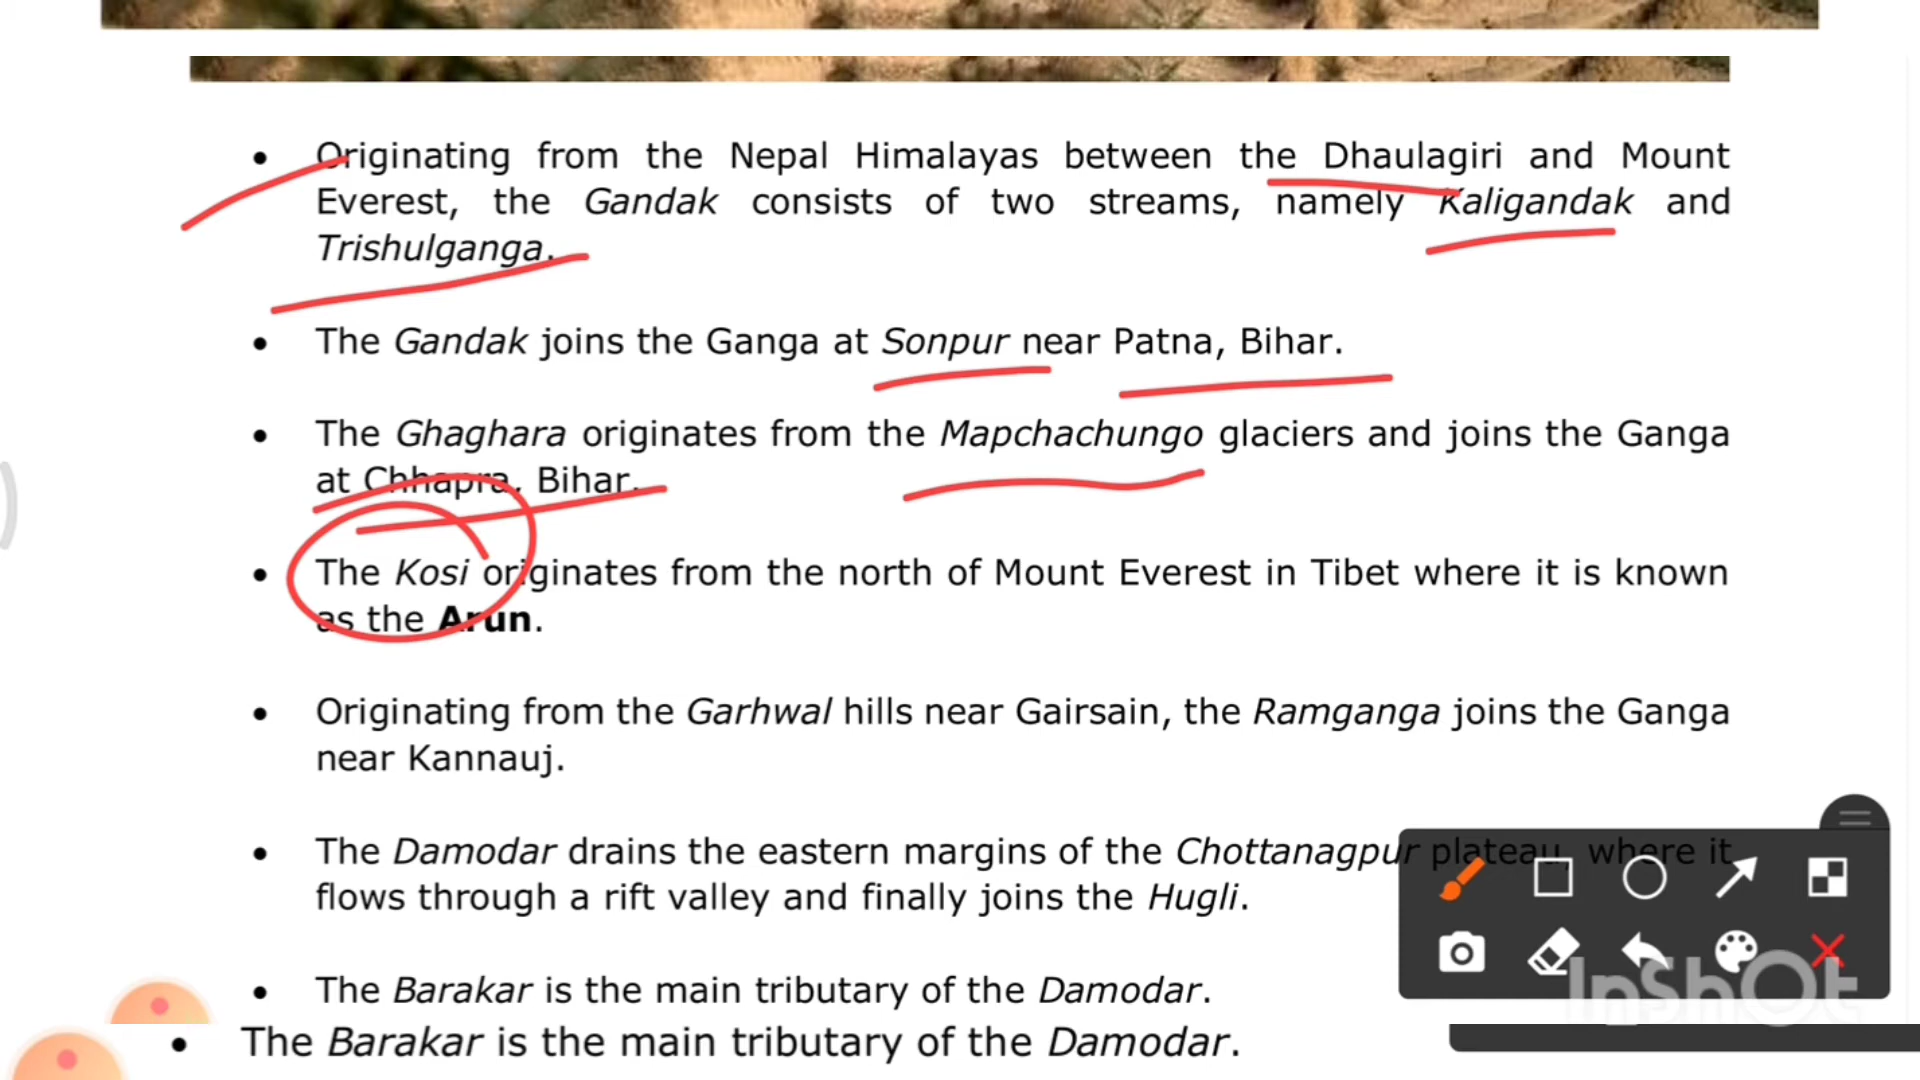 • Originating from the Nepal Himalayas between the Dhaulagiri and Mount
Everest, the Gandak consists of two streams, namely Kaligandak and
Trishulganga.
• The Gandak joins the Ganga at Sonpur near Patna, Bihar.
• The Ghaghara originates from the Mapchachungo glaciers and joins the Ganga
at Chhapra, Bihar.
• The Kosi originates from the north of Mount Everest in Tibet where it is known
as the Arun.
• Originating from the Garhwal hills near Gairsain, the Ramganga joins the Ganga
near Kannauj.
• The Damodar drains the eastern margins of the Chottanagpur plateau, where it
flows through a rift valley and finally joins the Hugli.
• The Barakar is the main tributary of the Damodar.
InShOt
• The Barakar is the main tributary of the Damodar.